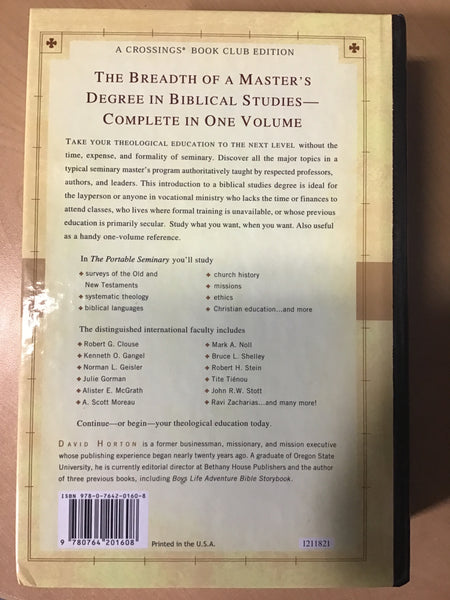 A CROSSINGS® BOOK CLUB EDITION
THE BREADTH OF A MASTER'S
DEGREE IN BIBLICAL STUDIES—
COMPLETE IN ONE VOLUME
TAKE YOUR THEOLOGICAL EDUCATION TO THE NEXT LEVEL without the
time, expense, and formality of seminary. Discover all the major topics in a
typical seminary master's program authoritatively taught by respected professors,
authors, and leaders. This introduction to a biblical studies degree is ideal for
the layperson or anyone in vocational ministry who lacks the time or finances to
attend classes, who lives where formal training is unavailable, or whose previous
education is primarily secular. Study what you want, when you want. Also useful
as a handy one-volume reference.
In The Portable Seminary you'll study
surveys of the Old and
New Testaments
systematic theology
biblical languages
church history
missions
ethics
Christian education...and more
The distinguished international faculty includes
Robert G. Clouse
Kenneth O. Gangel
Norman L. Geisler
Julie Gorman
Alister E. McGrath
A. Scott Moreau
Mark A. Noll
Bruce L. Shelley
Robert H. Stein
Tite Tiénou
John R.W. Stott
Ravi Zacharias...and many more!
Continue—or begin—your theological education today.
DAVID HORTON is a former businessman, missionary, and mission executive
whose publishing experience began nearly twenty years ago. A graduate of Oregon State
University, he is currently editorial director at Bethany House Publishers and the author
of three previous books, including Boys Life Adventure Bible Storybook.
ISBN 978-0-7642-0160-8
9 780764 201608
Printed in the U.S.A.
1211821